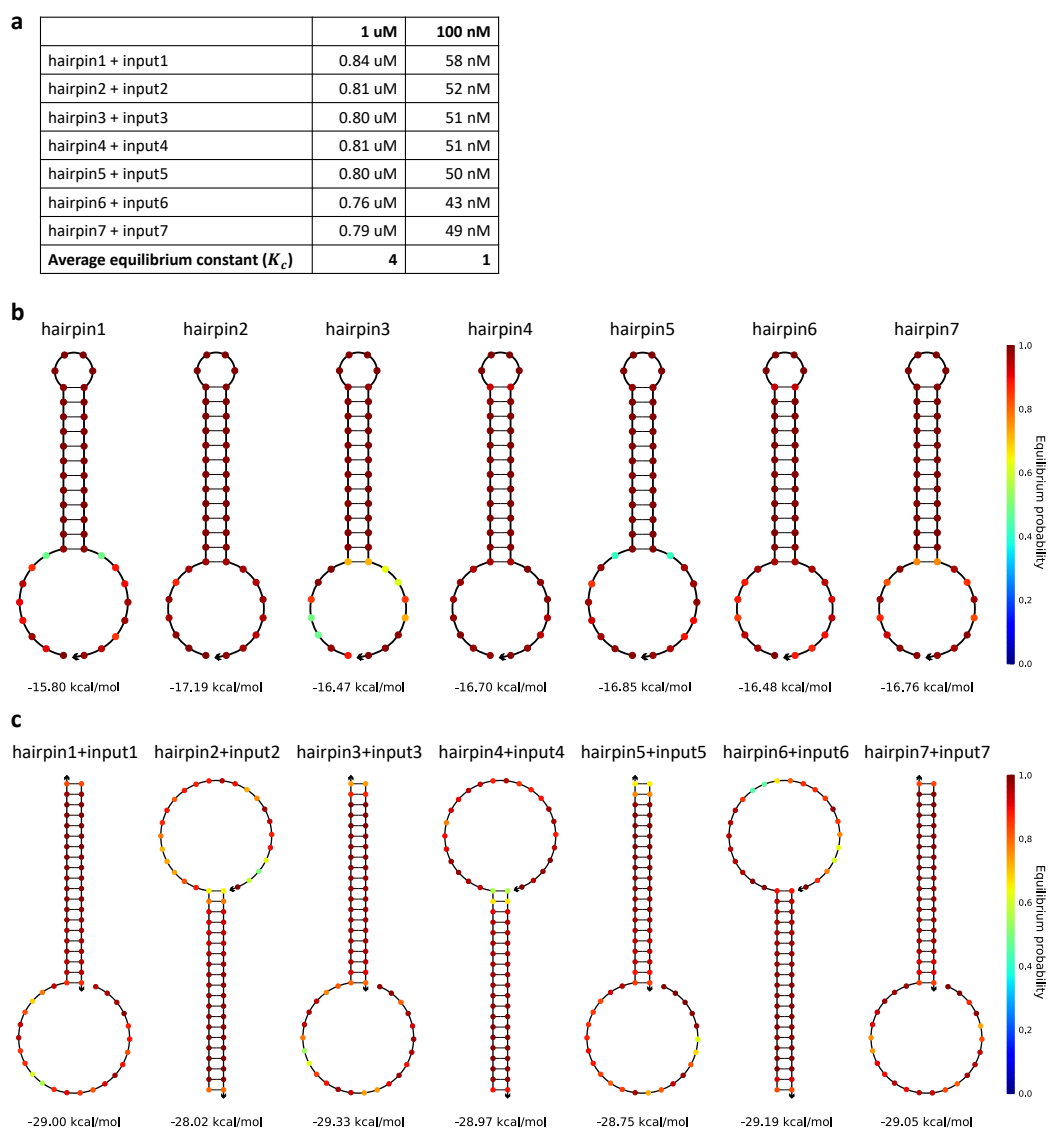 a
1 uM 100 nM
hairpin1 + input1 0.84 uM 58 nM
hairpin2 + input2 0.81 uM 52 nM
hairpin3 + input3 0.80 uM 51 nM
hairpin4 + input4 0.81 uM 51 nM
hairpin5 + input5 0.80 uM 50 nM
hairpin6 + input6 0.76 uM 43 nM
hairpin7 + input7 0.79 uM 49 nM
Average equilibrium constant (K_c) 4 1
b
hairpin1 hairpin2 hairpin3 hairpin4 hairpin5 hairpin6 hairpin7
1.0
0.8
0.6
0.4
0.2
0.0
Equilibrium probability
-15.80 kcal/mol -17.19 kcal/mol -16.47 kcal/mol -16.70 kcal/mol -16.85 kcal/mol -16.48 kcal/mol -16.76 kcal/mol
c
hairpin1+input1 hairpin2+input2 hairpin3+input3 hairpin4+input4 hairpin5+input5 hairpin6+input6 hairpin7+input7
1.0
0.8
0.6
0.4
0.2
0.0
Equilibrium probability
-29.00 kcal/mol -28.02 kcal/mol -29.33 kcal/mol -28.97 kcal/mol -28.75 kcal/mol -29.19 kcal/mol -29.05 kcal/mol